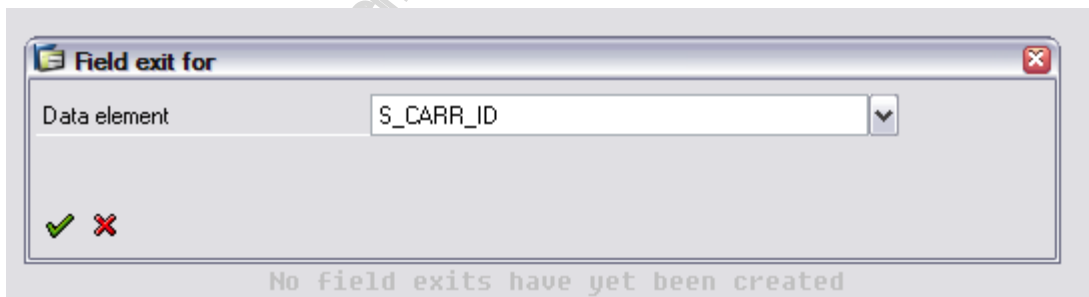 Field exit for
Data element S_CARR_ID
No field exits have yet been created